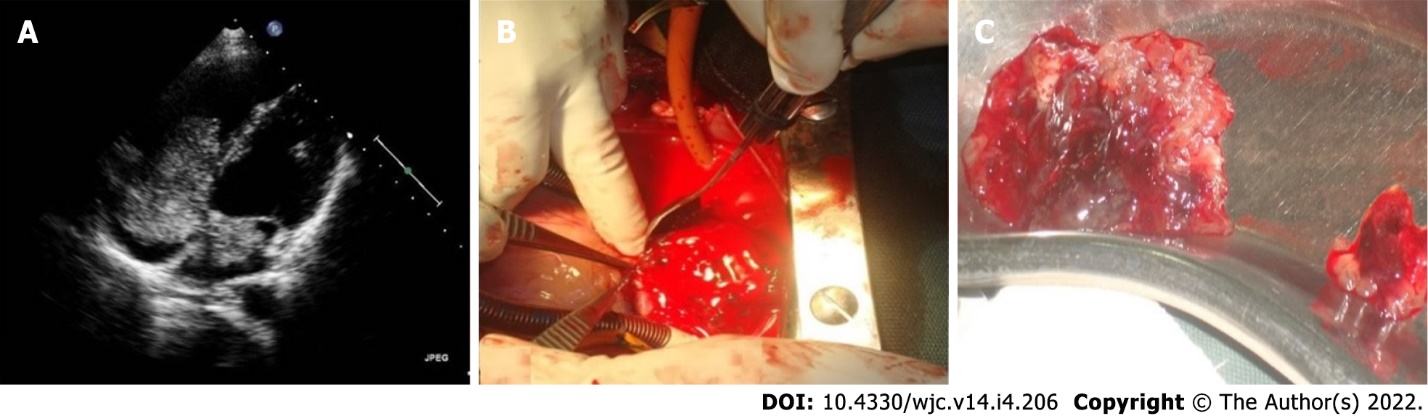 A
B
C
P
JPEG
DOI: 10.4330/wjc.v14.i4.206 Copyright © The Author(s) 2022.